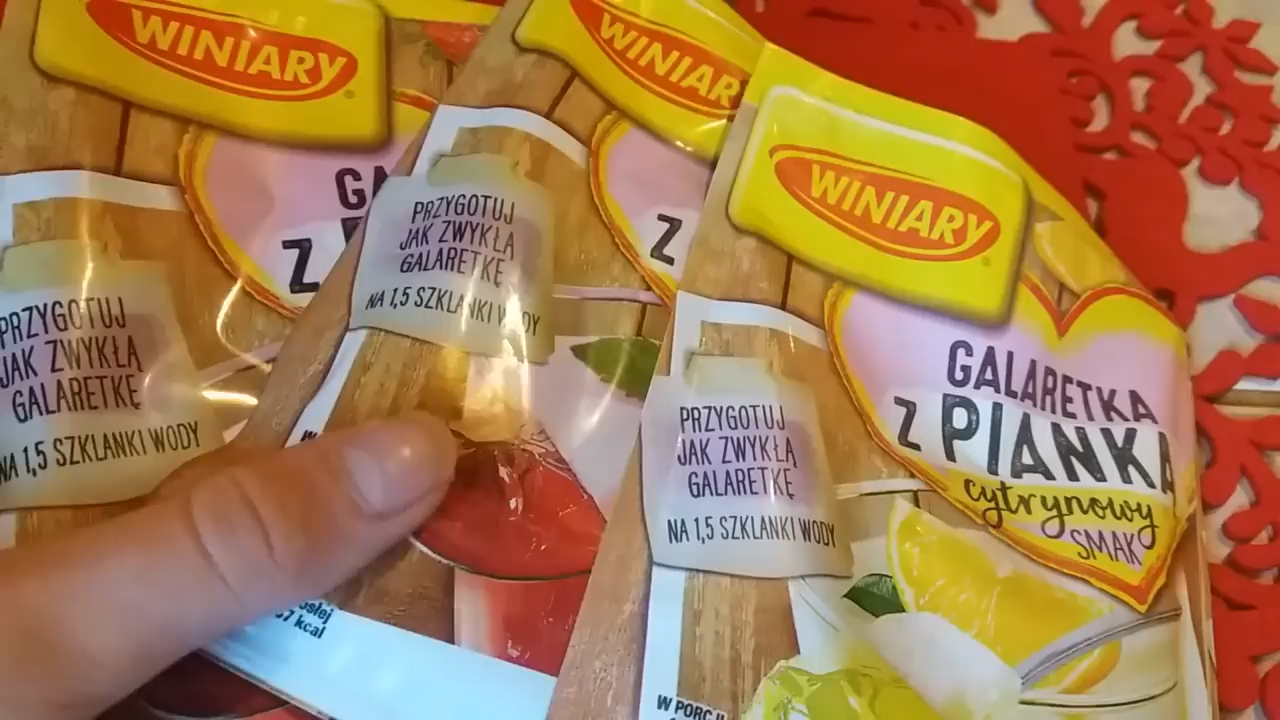 WINIARY
GA
Z
PRZYGOTUJ
JAK ZWYKŁĄ
GALARETKĘ
NA 1,5 SZKLANKI WODY
WINIAR
Z
PRZYGOTUJ
JAK ZWYKŁĄ
GALARETKĘ
NA 1,5 SZKLANKI WODY
kcal
WINIARY
GALARETKA
Z PIANKĄ
cytrynowy
SMAK
PRZYGOTUJ
JAK ZWYKŁĄ
GALARETKĘ
NA 1,5 SZKLANKI WODY
W PORCJI